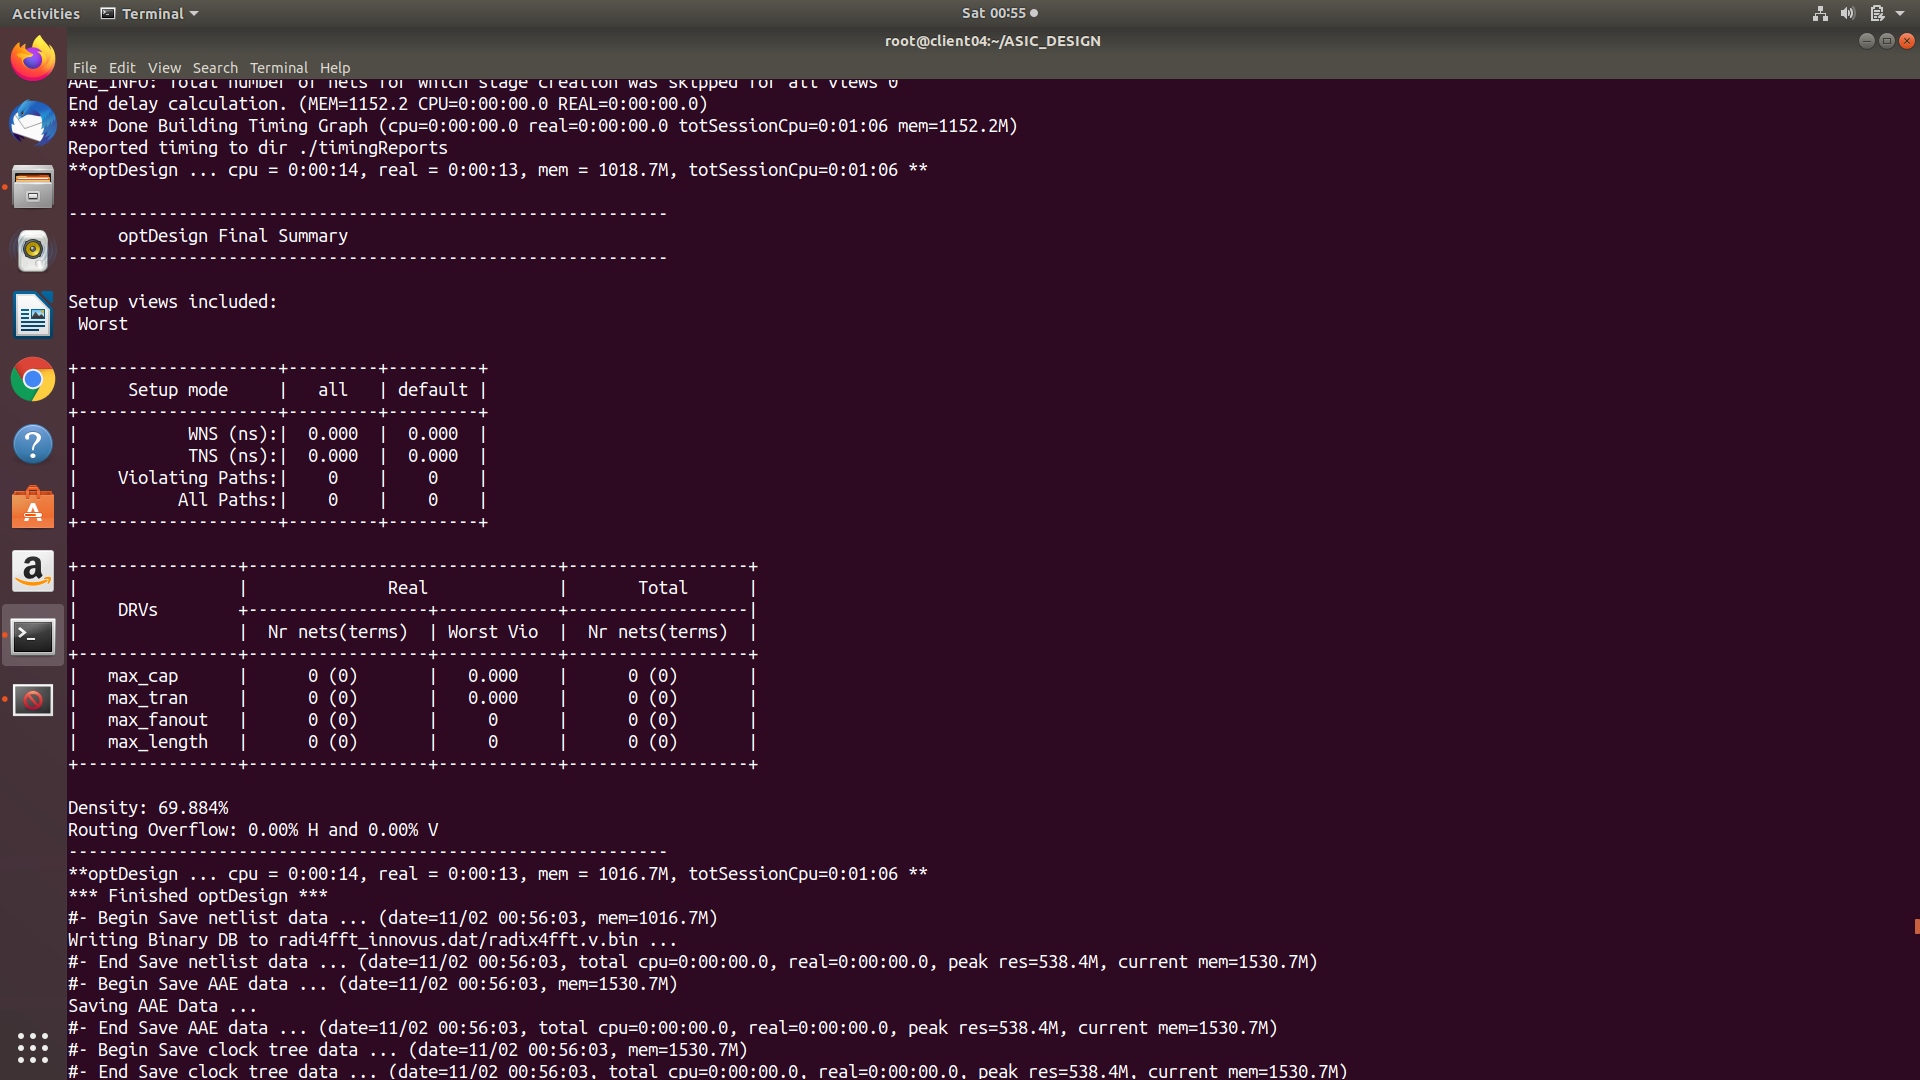 Activities Terminal Sat 00:55
root@client04:~/ASIC_DESIGN
File Edit View Search Terminal Help
AAE_INFO: Total number of nets for which stage creation was skipped for all views 0
End delay calculation. (MEM=1152.2 CPU=0:00:00.0 REAL=0:00:00.0)
*** Done Building Timing Graph (cpu=0:00:00.0 real=0:00:00.0 totSessionCpu=0:01:06 mem=1152.2M)
Reported timing to dir ./timingReports
**optDesign ... cpu = 0:00:14, real = 0:00:13, mem = 1018.7M, totSessionCpu=0:01:06 **
------------------------------------------------------------
     optDesign Final Summary
------------------------------------------------------------
Setup views included:
 Worst
+--------------------+---------+---------+
|     Setup mode     |   all   | default |
+--------------------+---------+---------+
|           WNS (ns):|  0.000  |  0.000  |
|           TNS (ns):|  0.000  |  0.000  |
|    Violating Paths:|    0    |    0    |
|          All Paths:|    0    |    0    |
+--------------------+---------+---------+
+----------------+-------------------------------+------------------+
|                |              Real             |       Total      |
|    DRVs        +------------------+------------+------------------|
|                |  Nr nets(terms)  | Worst Vio  |  Nr nets(terms)  |
+----------------+------------------+------------+------------------+
|   max_cap      |      0 (0)       |   0.000    |      0 (0)       |
|   max_tran     |      0 (0)       |   0.000    |      0 (0)       |
|   max_fanout   |      0 (0)       |     0      |      0 (0)       |
|   max_length   |      0 (0)       |     0      |      0 (0)       |
+----------------+------------------+------------+------------------+
Density: 69.884%
Routing Overflow: 0.00% H and 0.00% V
------------------------------------------------------------
**optDesign ... cpu = 0:00:14, real = 0:00:13, mem = 1016.7M, totSessionCpu=0:01:06 **
*** Finished optDesign ***
#- Begin Save netlist data ... (date=11/02 00:56:03, mem=1016.7M)
Writing Binary DB to radi4fft_innovus.dat/radix4fft.v.bin ...
#- End Save netlist data ... (date=11/02 00:56:03, total cpu=0:00:00.0, real=0:00:00.0, peak res=538.4M, current mem=1530.7M)
#- Begin Save AAE data ... (date=11/02 00:56:03, mem=1530.7M)
Saving AAE Data ...
#- End Save AAE data ... (date=11/02 00:56:03, total cpu=0:00:00.0, real=0:00:00.0, peak res=538.4M, current mem=1530.7M)
#- Begin Save clock tree data ... (date=11/02 00:56:03, mem=1530.7M)
#- End Save clock tree data ... (date=11/02 00:56:03, total cpu=0:00:00.0, real=0:00:00.0, peak res=538.4M, current mem=1530.7M)